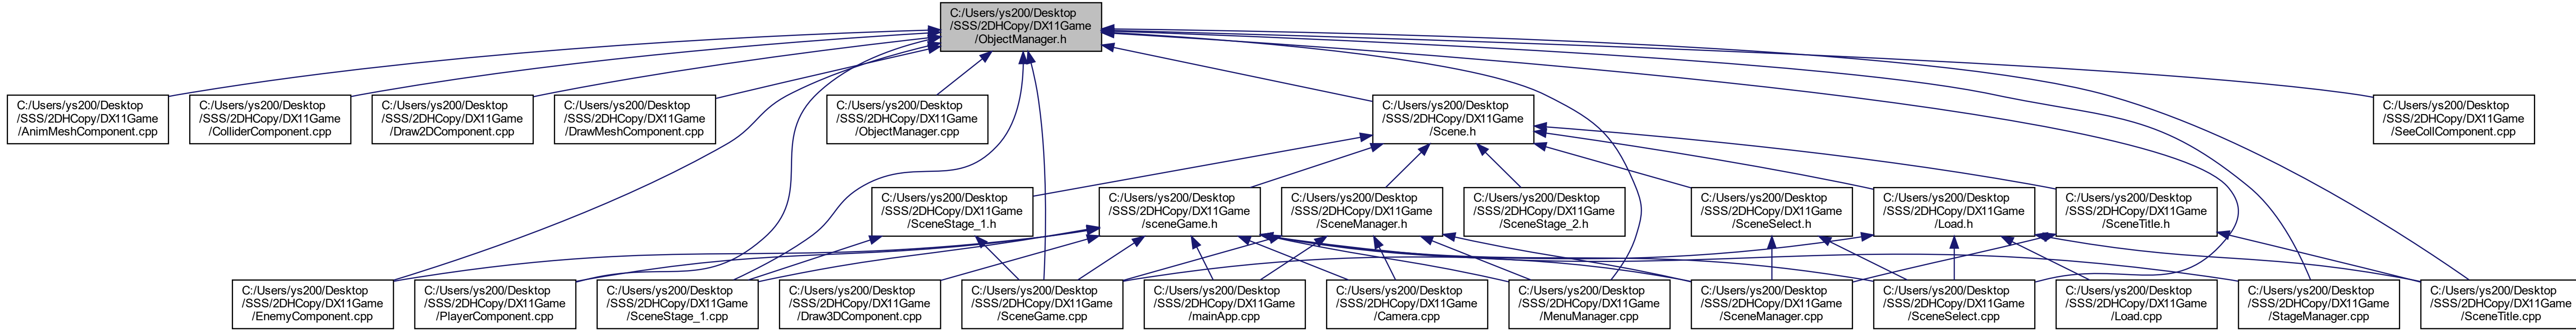 C:/Users/ys200/Desktop
/SSS/2DHCopy/DX11Game
/ObjectManager.h
C:/Users/ys200/Desktop
/SSS/2DHCopy/DX11Game
/AnimMeshComponent.cpp
C:/Users/ys200/Desktop
/SSS/2DHCopy/DX11Game
/ColliderComponent.cpp
C:/Users/ys200/Desktop
/SSS/2DHCopy/DX11Game
/Draw2DComponent.cpp
C:/Users/ys200/Desktop
/SSS/2DHCopy/DX11Game
/DrawMeshComponent.cpp
C:/Users/ys200/Desktop
/SSS/2DHCopy/DX11Game
/ObjectManager.cpp
C:/Users/ys200/Desktop
/SSS/2DHCopy/DX11Game
/Scene.h
C:/Users/ys200/Desktop
/SSS/2DHCopy/DX11Game
/SeeCollComponent.cpp
C:/Users/ys200/Desktop
/SSS/2DHCopy/DX11Game
/SceneStage_1.h
C:/Users/ys200/Desktop
/SSS/2DHCopy/DX11Game
/sceneGame.h
C:/Users/ys200/Desktop
/SSS/2DHCopy/DX11Game
/SceneManager.h
C:/Users/ys200/Desktop
/SSS/2DHCopy/DX11Game
/SceneStage_2.h
C:/Users/ys200/Desktop
/SSS/2DHCopy/DX11Game
/SceneSelect.h
C:/Users/ys200/Desktop
/SSS/2DHCopy/DX11Game
/Load.h
C:/Users/ys200/Desktop
/SSS/2DHCopy/DX11Game
/SceneTitle.h
C:/Users/ys200/Desktop
/SSS/2DHCopy/DX11Game
/EnemyComponent.cpp
C:/Users/ys200/Desktop
/SSS/2DHCopy/DX11Game
/PlayerComponent.cpp
C:/Users/ys200/Desktop
/SSS/2DHCopy/DX11Game
/SceneStage_1.cpp
C:/Users/ys200/Desktop
/SSS/2DHCopy/DX11Game
/Draw3DComponent.cpp
C:/Users/ys200/Desktop
/SSS/2DHCopy/DX11Game
/SceneGame.cpp
C:/Users/ys200/Desktop
/SSS/2DHCopy/DX11Game
/mainApp.cpp
C:/Users/ys200/Desktop
/SSS/2DHCopy/DX11Game
/Camera.cpp
C:/Users/ys200/Desktop
/SSS/2DHCopy/DX11Game
/MenuManager.cpp
C:/Users/ys200/Desktop
/SSS/2DHCopy/DX11Game
/SceneManager.cpp
C:/Users/ys200/Desktop
/SSS/2DHCopy/DX11Game
/SceneSelect.cpp
C:/Users/ys200/Desktop
/SSS/2DHCopy/DX11Game
/Load.cpp
C:/Users/ys200/Desktop
/SSS/2DHCopy/DX11Game
/StageManager.cpp
C:/Users/ys200/Desktop
/SSS/2DHCopy/DX11Game
/SceneTitle.cpp